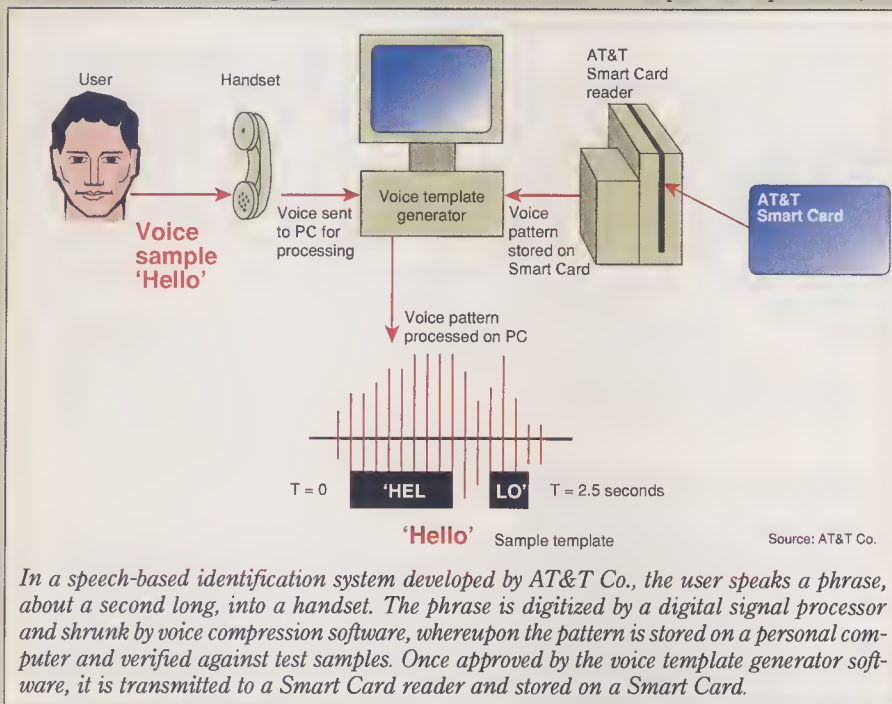 User
Handset
AT&T
Smart Card
reader
Voice template
generator
AT&T
Smart Card
Voice
sample
‘Hello’
Voice sent
to PC for
processing
Voice
pattern
stored on
Smart Card
Voice pattern
processed on PC
T = 0
‘HEL
LO’
T = 2.5 seconds
‘Hello’ Sample template
Source: AT&T Co.
In a speech-based identification system developed by AT&T Co., the user speaks a phrase,
about a second long, into a handset. The phrase is digitized by a digital signal processor
and shrunk by voice compression software, whereupon the pattern is stored on a personal com-
puter and verified against test samples. Once approved by the voice template generator soft-
ware, it is transmitted to a Smart Card reader and stored on a Smart Card.